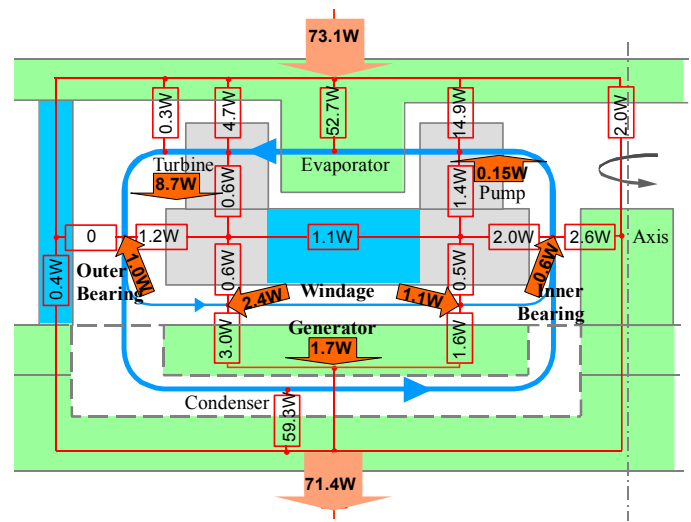 73.1W
0.3W
4.7W
52.7W
14.9W
2.0W
Turbine
Evaporator
8.7W
0.15W
Pump
0.6W
1.4W
0
1.2W
1.1W
2.0W
2.6W
Axis
Outer
Bearing
0.4W
1.0W
0.6W
2.4W
Windage
1.1W
0.5W
0.6W
Inner
Bearing
Generator
3.0W
1.7W
1.6W
Condenser
59.3W
71.4W